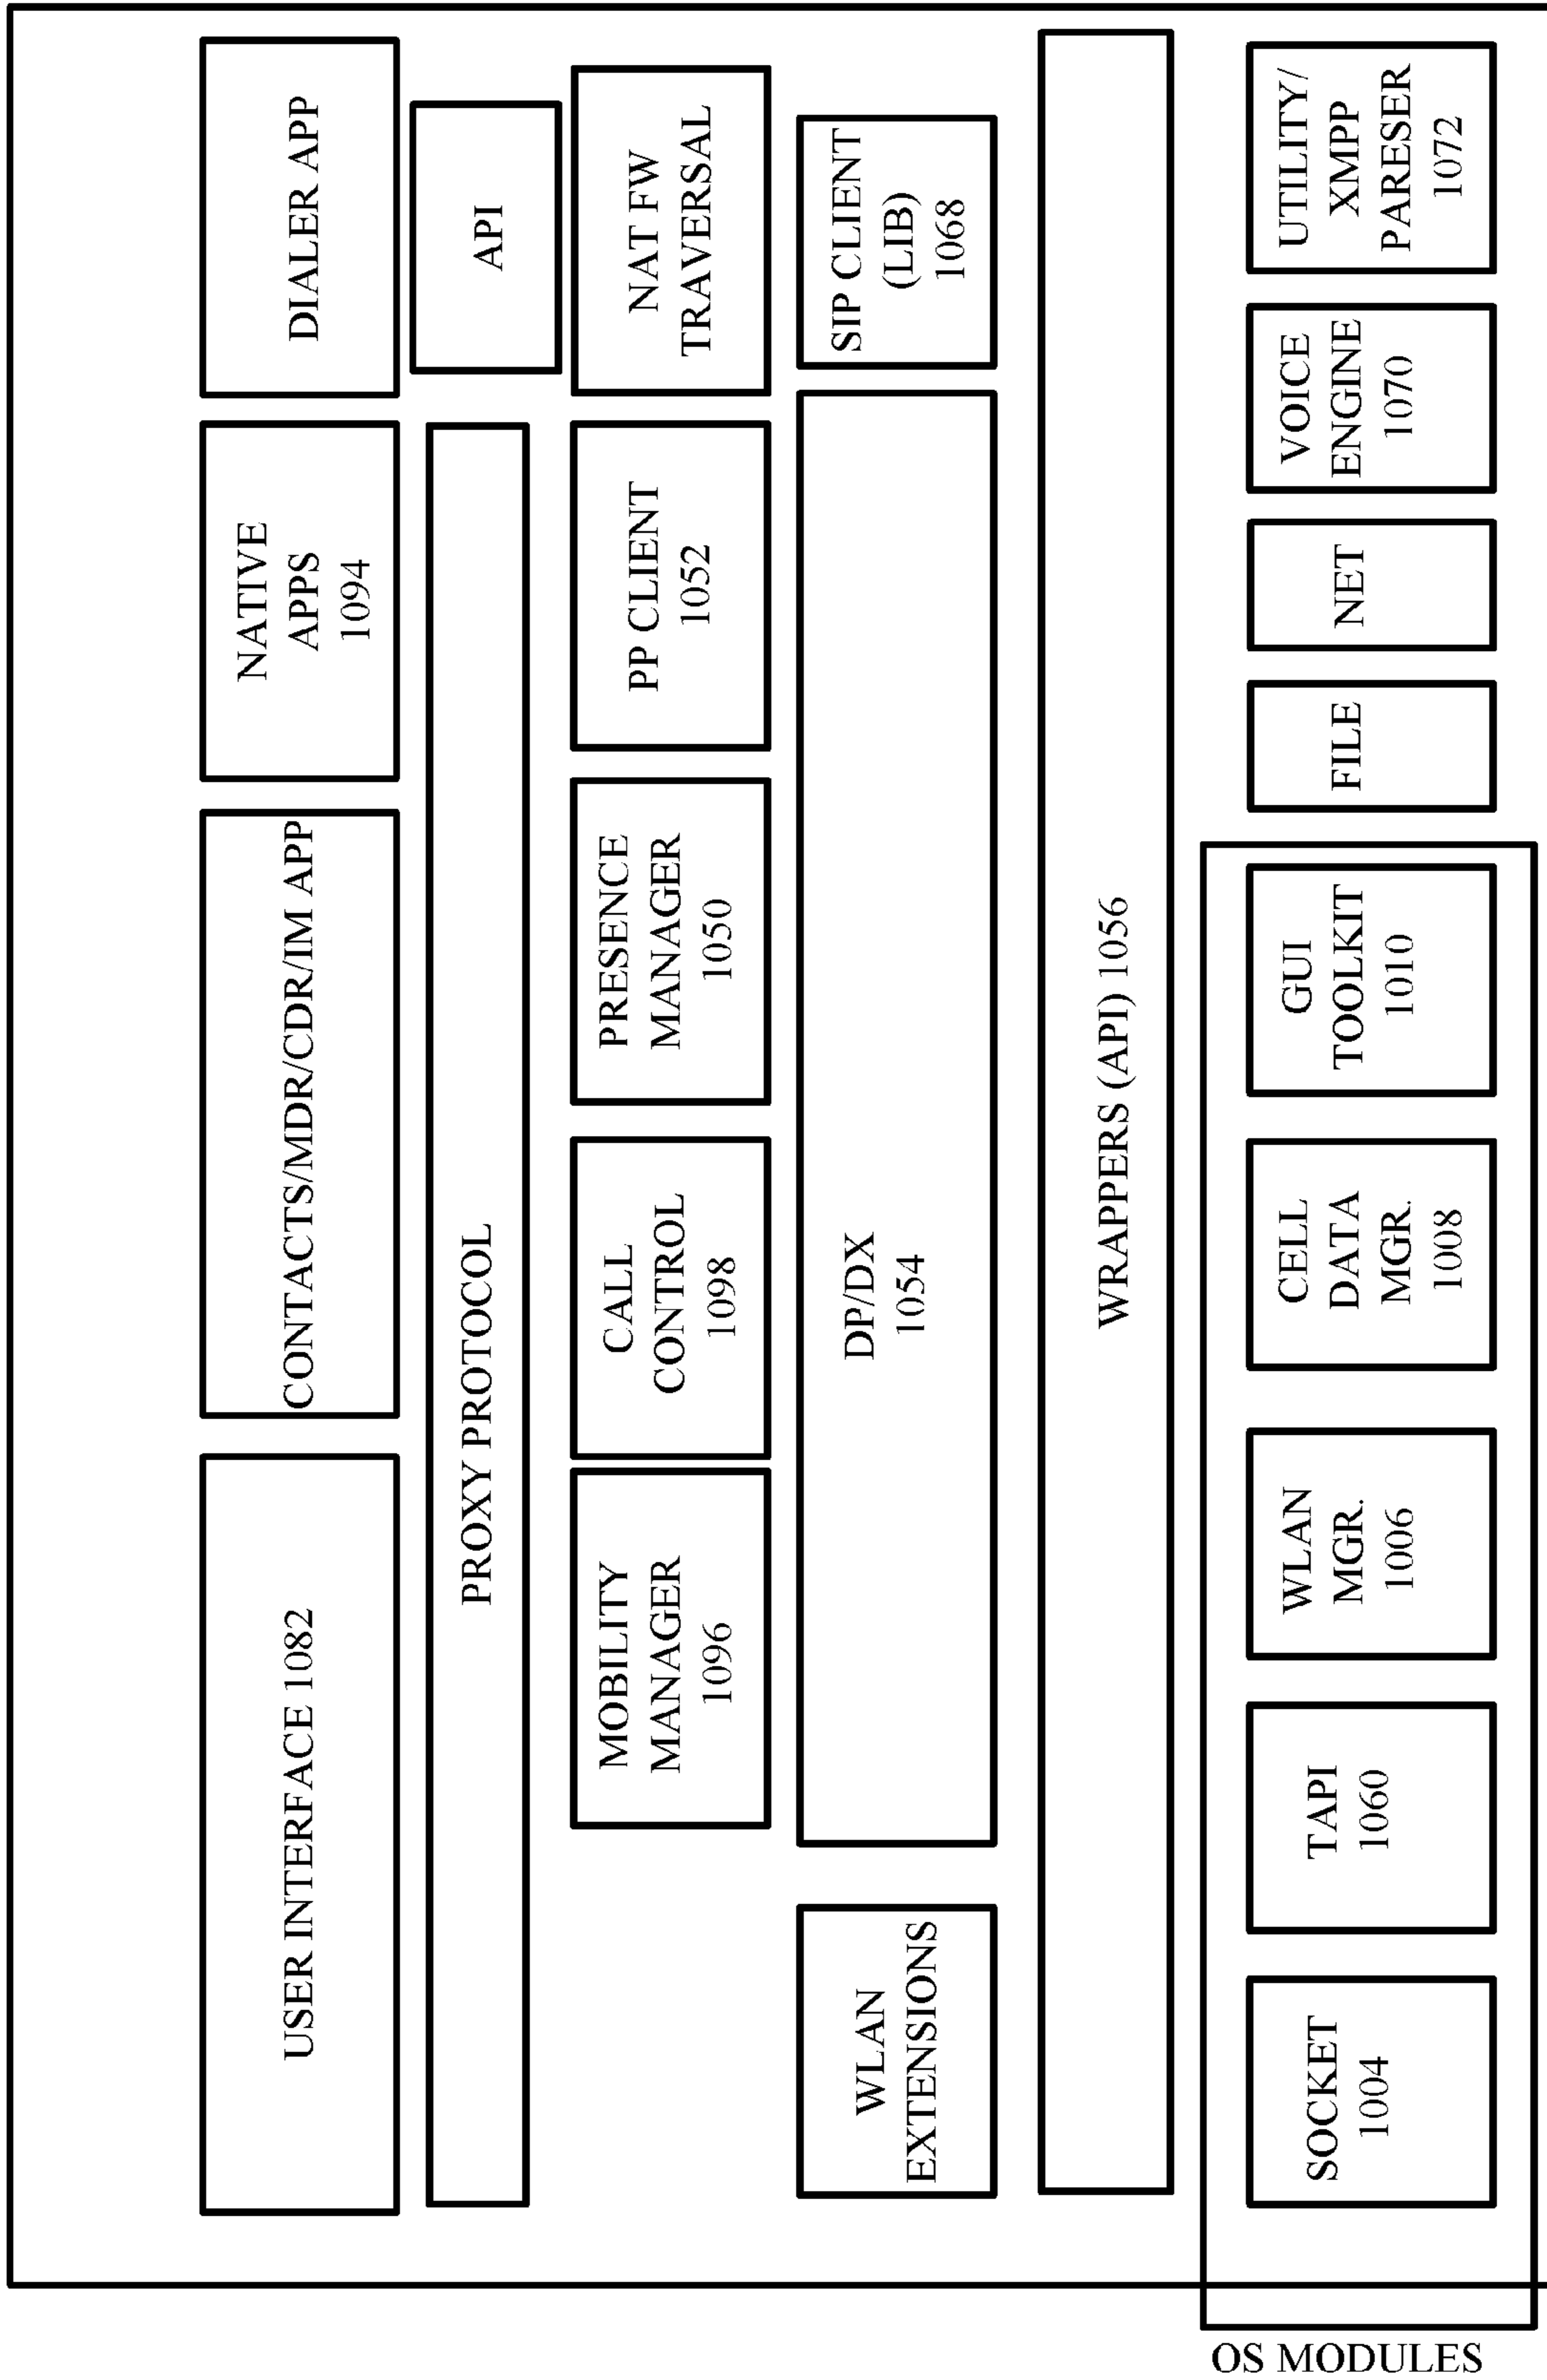 USER INTERFACE 1082
CONTACTS/MDR/CDR/IM APP
NATIVE
APPS
1094
DIALER APP
PROXY PROTOCOL
API
MOBILITY
MANAGER
1096
CALL
CONTROL
1098
PRESENCE
MANAGER
1050
PP CLIENT
1052
NAT FW
TRAVERSAL
WLAN
EXTENSIONS
DP/DX
1054
SIP CLIENT
(LIB)
1068
WRAPPERS (API) 1056
SOCKET
1004
TAPI
1060
WLAN
MGR.
1006
CELL
DATA
MGR.
1008
GUI
TOOLKIT
1010
FILE
NET
VOICE
ENGINE
1070
UTILITY/
XMPP
PARESER
1072
OS MODULES